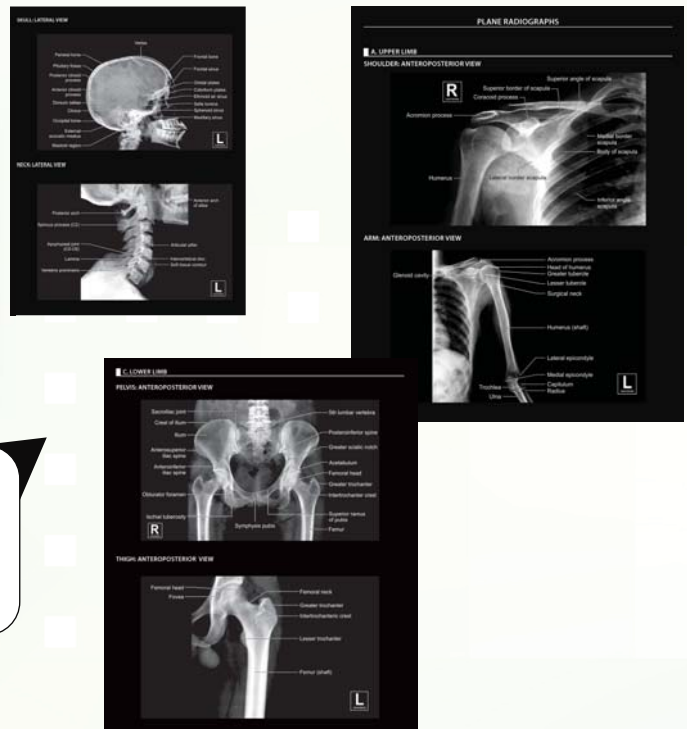 SKULL: LATERAL VIEW
Vertex
Parietal bone
Pituitary fossa
Posterior clinoid
process
Anterior clinoid
process
Dorsum sellae
Clivus
Occipital bone
External
acoustic meatus
Mastoid region
Frontal bone
Frontal sinus
Orbital plates
Cribriform plates
Ethmoid air sinus
Sella turcica
Sphenoid sinus
Maxillary sinus
L
NECK: LATERAL VIEW
Anterior arch
of atlas
Posterior arch
Spinous process (C2)
Lamina
Vertebra prominens
Articular pillar
Intervertebral disc
Soft tissue contour
L
PLANE RADIOGRAPHS
A. UPPER LIMB
SHOULDER: ANTEROPOSTERIOR VIEW
R
Superior angle of scapula
Superior border of scapula
Coracoid process
Acromion process
Medial border
scapula
Body of scapula
Humerus
Lateral border scapula
Inferior angle
scapula
ARM: ANTEROPOSTERIOR VIEW
Glenoid cavity
Acromion process
Head of humerus
Greater tubercle
Lesser tubercle
Surgical neck
Humerus (shaft)
Lateral epicondyle
Medial epicondyle
Capitulum
Radius
Trochlea
Ulna
L
C. LOWER LIMB
PELVIS: ANTEROPOSTERIOR VIEW
Sacroiliac joint
Crest of ilium
Ilium
Anterosuperior
iliac spine
Anteroinferior
iliac spine
Obturator foramen
Ischial tuberosity
R
Symphysis pubis
5th lumbar vertebra
Posteroinferior spine
Greater sciatic notch
Acetabulum
Femoral head
Greater trochanter
Intertrochanter crest
Superior ramus
of pubis
Femur
THIGH: ANTEROPOSTERIOR VIEW
Femoral head
Fovea
Femoral neck
Greater trochanter
Intertrochanteric crest
Lesser trochanter
Femur (shaft)
L